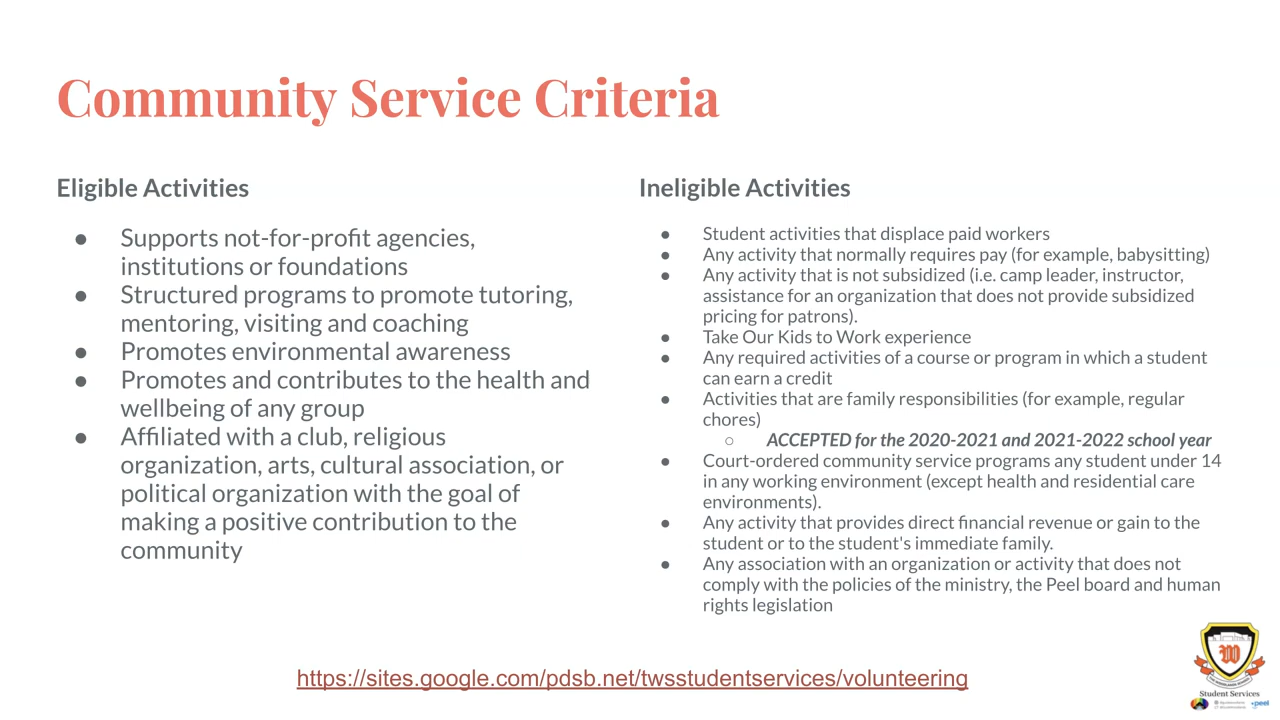 Community Service Criteria
Eligible Activities
● Supports not-for-profit agencies,
institutions or foundations
● Structured programs to promote tutoring,
mentoring, visiting and coaching
● Promotes environmental awareness
● Promotes and contributes to the health and
wellbeing of any group
● Affiliated with a club, religious
organization, arts, cultural association, or
political organization with the goal of
making a positive contribution to the
community
Ineligible Activities
● Student activities that displace paid workers
● Any activity that normally requires pay (for example, babysitting)
● Any activity that is not subsidized (i.e. camp leader, instructor,
assistance for an organization that does not provide subsidized
pricing for patrons).
● Take Our Kids to Work experience
● Any required activities of a course or program in which a student
can earn a credit
● Activities that are family responsibilities (for example, regular
chores)
○ ACCEPTED for the 2020-2021 and 2021-2022 school year
● Court-ordered community service programs any student under 14
in any working environment (except health and residential care
environments).
● Any activity that provides direct financial revenue or gain to the
student or to the student's immediate family.
● Any association with an organization or activity that does not
comply with the policies of the ministry, the Peel board and human
rights legislation
https://sites.google.com/pdsb.net/twsstudentservices/volunteering
W
Student Services
peel